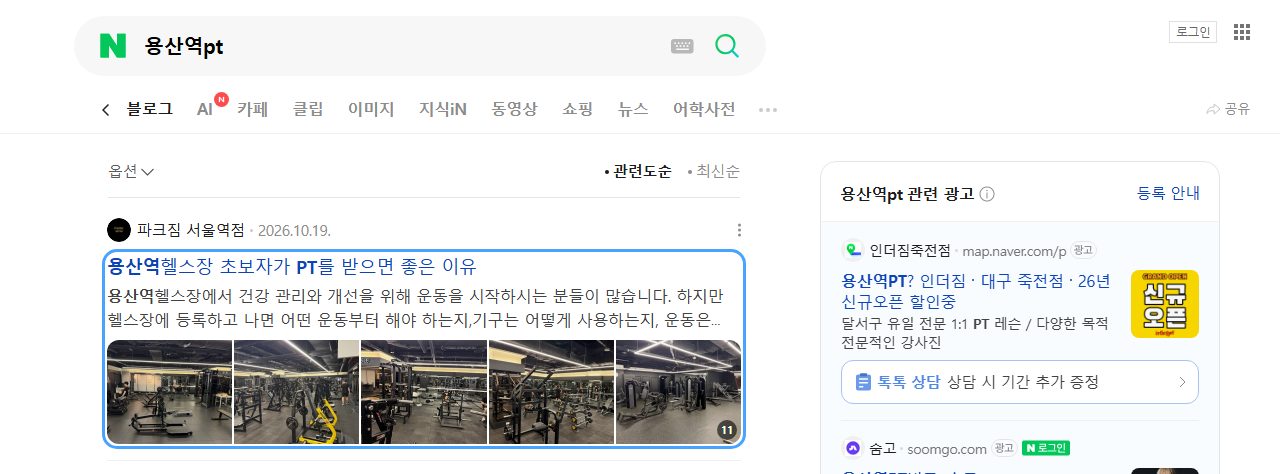 N 용산역pt
로그인
블로그 AI N 카페 클립 이미지 지식iN 동영상 쇼핑 뉴스 어학사전
공유
옵션
• 관련도순 • 최신순
파크짐 서울역점 · 2026.10.19.
용산역헬스장 초보자가 PT를 받으면 좋은 이유
용산역헬스장에서 건강 관리와 개선을 위해 운동을 시작하시는 분들이 많습니다. 하지만
헬스장에 등록하고 나면 어떤 운동부터 해야 하는지,기구는 어떻게 사용하는지, 운동은...
11
용산역pt 관련 광고
등록 안내
인더짐죽전점 · map.naver.com/p 광고
용산역PT? 인더짐 · 대구 죽전점 · 26년
신규오픈 할인중
달서구 유일 전문 1:1 PT 레슨 / 다양한 목적
전문적인 강사진
GRAND OPEN
신규
오픈
톡톡 상담 상담 시 기간 추가 증정
숨고 · soomgo.com 광고 N 로그인